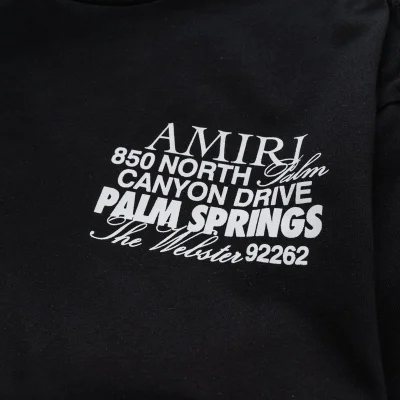 AMIRI
850 NORTH Palm
CANYON DRIVE
PALM SPRINGS
The Webster 92262